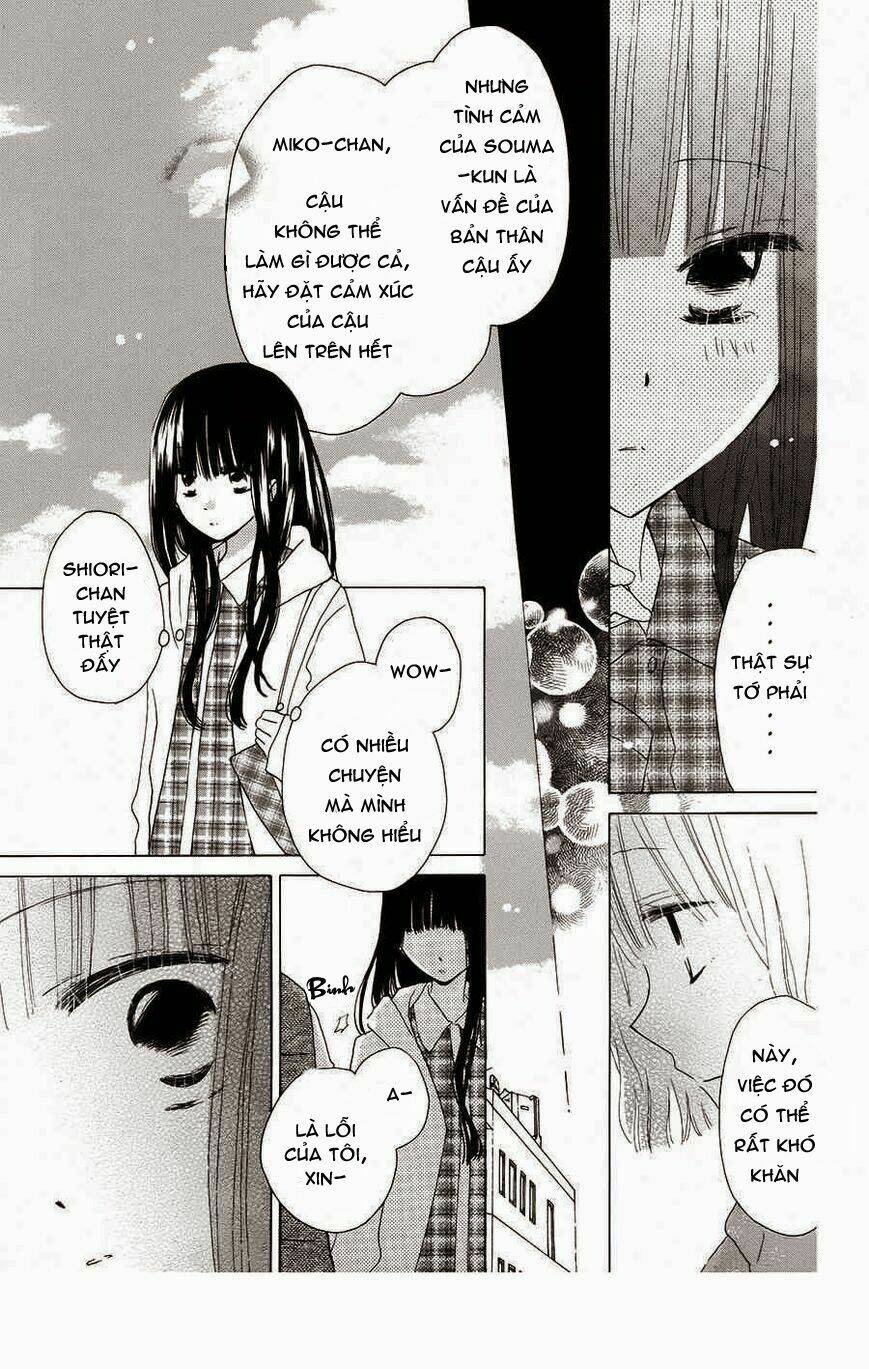 ......
THẬT SỰ
TỚ PHẢI
......
NÀY,
VIỆC ĐÓ
CÓ THỂ
RẤT KHÓ
KHĂN
NHƯNG
TÌNH CẢM
CỦA SOUMA
-KUN LÀ
VẤN ĐỀ CỦA
BẢN THÂN
CẬU ẤY
MIKO-CHAN,
CẬU
KHÔNG THỂ
LÀM GÌ ĐƯỢC CẢ,
HÃY ĐẶT CẢM XÚC
CỦA CẬU
LÊN TRÊN HẾT
WOW-
CÓ NHIỀU
CHUYỆN
MÀ MÌNH
KHÔNG HIỂU
SHIORI-
CHAN
TUYỆT
THẬT
ĐẤY
Binh
A-
LÀ LỖI
CỦA TÔI,
XIN-